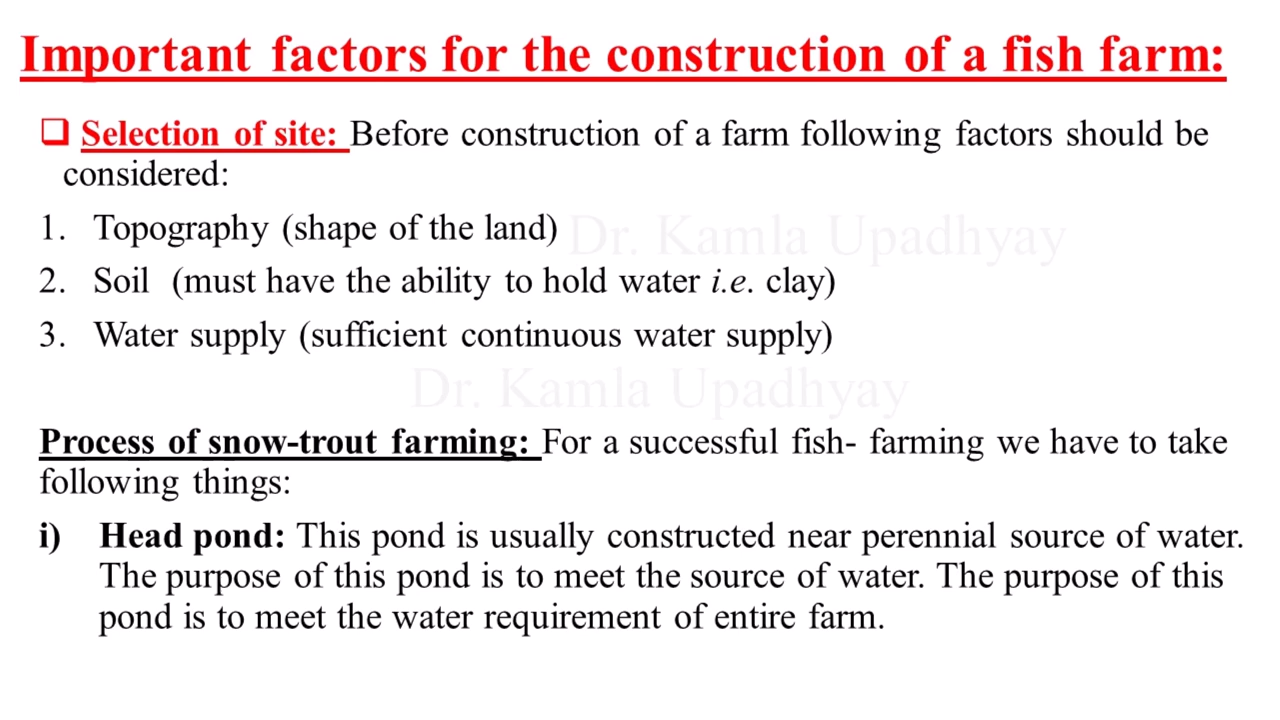 Important factors for the construction of a fish farm:
❑ Selection of site: Before construction of a farm following factors should be
considered:
1. Topography (shape of the land)
Dr. Kamla Upadhyay
2. Soil (must have the ability to hold water i.e. clay)
3. Water supply (sufficient continuous water supply)
Dr. Kamla Upadhyay
Process of snow-trout farming: For a successful fish- farming we have to take
following things:
i) Head pond: This pond is usually constructed near perennial source of water.
The purpose of this pond is to meet the source of water. The purpose of this
pond is to meet the water requirement of entire farm.